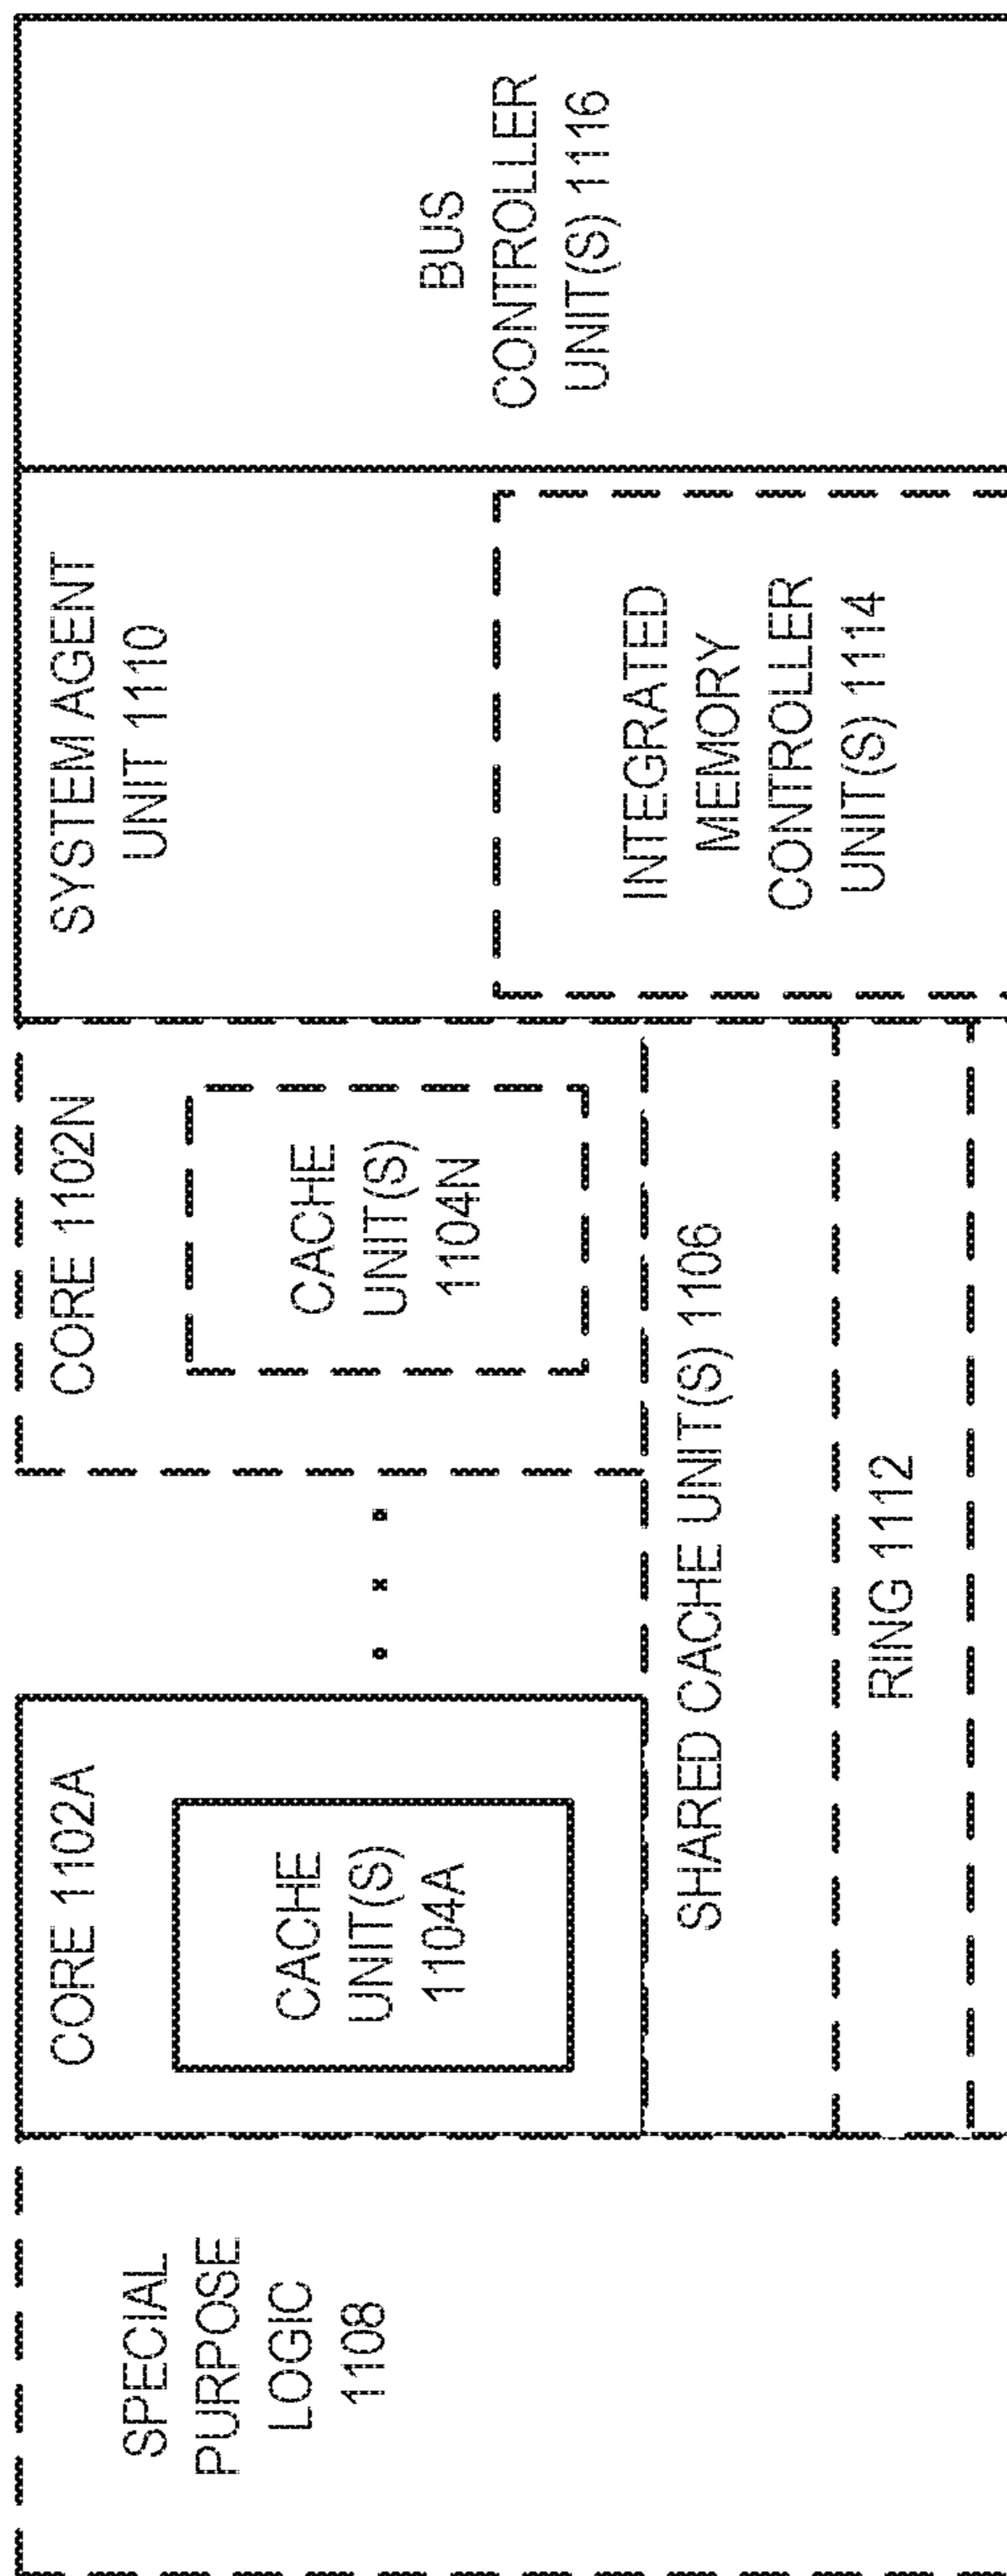 SPECIAL
PURPOSE
LOGIC
1108
CORE 1102A
CACHE
UNIT(S)
1104A
CORE 1102N
CACHE
UNIT(S)
1104N
SHARED CACHE UNIT(S) 1106
RING 1112
SYSTEM AGENT
UNIT 1110
INTEGRATED
MEMORY
CONTROLLER
UNIT(S) 1114
BUS
CONTROLLER
UNIT(S) 1116